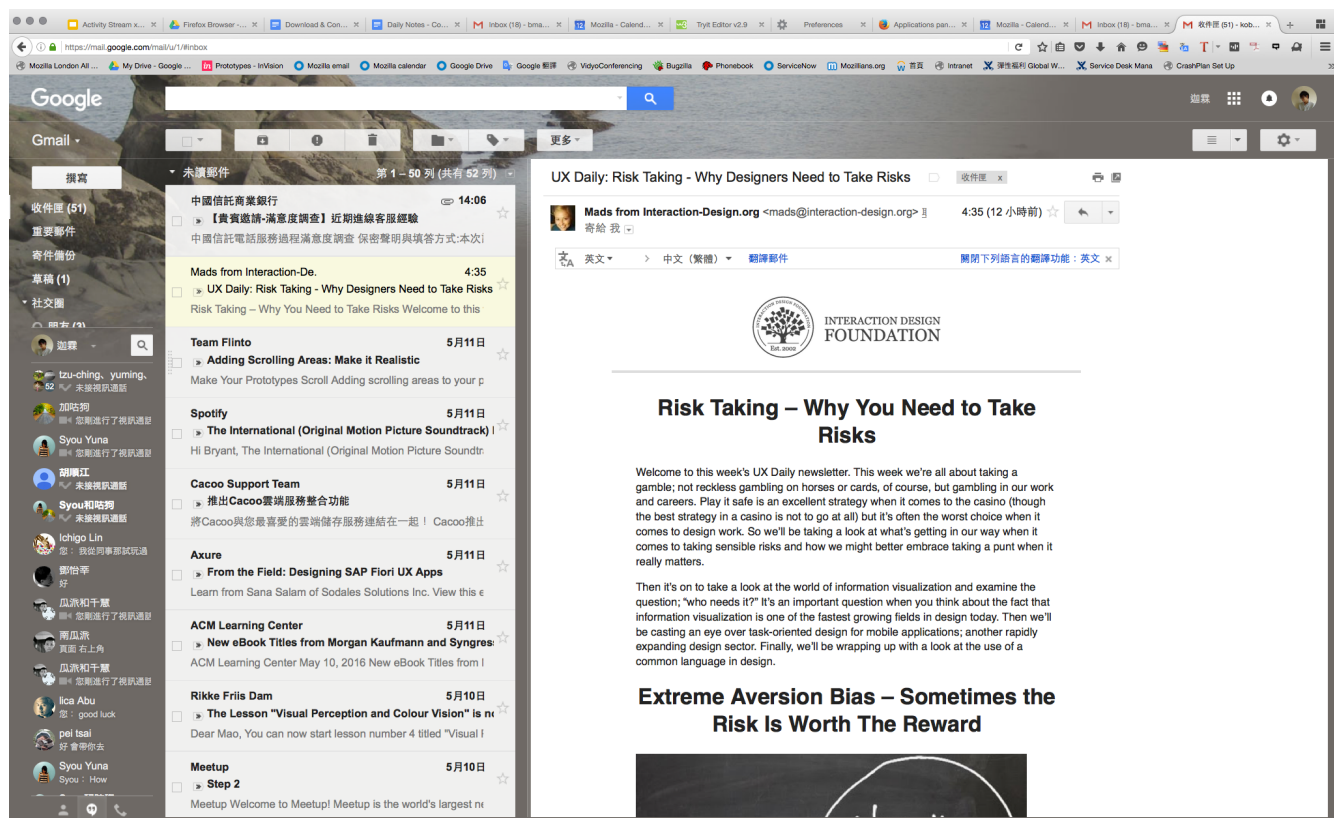 Activity Stream x...
Firefox Browser -...
Download & Con...
Daily Notes - Co...
Inbox (18) - bma...
Mozilla - Calend...
Tryit Editor v2.9
Preferences
Applications pan...
Mozilla - Calend...
Inbox (18) - bma...
收件匣 (51) - kob...
https://mail.google.com/mail/u/1/#inbox
Mozilla London All ...
My Drive - Google ...
Prototypes - InVision
Mozilla email
Mozilla calendar
Google Drive
Google 翻譯
VidyoConferencing
Bugzilla
Phonebook
ServiceNow
Mozillians.org
首頁
Intranet
彈性福利 Global W...
Service Desk Mana
CrashPlan Set Up
Google
迦霖
Gmail
更多
撰寫
收件匣 (51)
重要郵件
寄件備份
草稿 (1)
社交圈
朋友 (3)
迦霖
tzu-ching、yuming、
52 未接視訊通話
加咕狗
您剛進行了視訊通話
Syou Yuna
您剛進行了視訊通話
胡順江
未接視訊通話
Syou和咕狗
未接視訊通話
Ichigo Lin
您： 我從同事那試玩過
鄧怡莘
好
瓜派和千慧
您剛進行了視訊通話
南瓜派
頁面 右上角
瓜派和千慧
您剛進行了視訊通話
Iica Abu
您： good luck
pei tsai
好 會帶你去
Syou Yuna
Syou： How
未讀郵件
第 1 – 50 列 (共有 52 列)
中國信託商業銀行 14:06
【貴賓邀請-滿意度調查】近期進線客服經驗
中國信託電話服務過程滿意度調查 保密聲明與填答方式:本次
Mads from Interaction-De. 4:35
UX Daily: Risk Taking - Why Designers Need to Take Risks
Risk Taking – Why You Need to Take Risks Welcome to this
Team Flinto 5月11日
Adding Scrolling Areas: Make it Realistic
Make Your Prototypes Scroll Adding scrolling areas to your p
Spotify 5月11日
The International (Original Motion Picture Soundtrack)
Hi Bryant, The International (Original Motion Picture Soundtr
Cacoo Support Team 5月11日
推出Cacoo雲端服務整合功能
將Cacoo與您最喜愛的雲端儲存服務連結在一起！ Cacoo推出
Axure 5月11日
From the Field: Designing SAP Fiori UX Apps
Learn from Sana Salam of Sodales Solutions Inc. View this e
ACM Learning Center 5月11日
New eBook Titles from Morgan Kaufmann and Syngres
ACM Learning Center May 10, 2016 New eBook Titles from
Rikke Friis Dam 5月10日
The Lesson "Visual Perception and Colour Vision" is no
Dear Mao, You can now start lesson number 4 titled "Visual
Meetup 5月10日
Step 2
Meetup Welcome to Meetup! Meetup is the world's largest ne
UX Daily: Risk Taking - Why Designers Need to Take Risks 收件匣 x
Mads from Interaction-Design.org <mads@interaction-design.org> 4:35 (12 小時前)
寄給 我
英文 中文（繁體） 翻譯郵件 關閉下列語言的翻譯功能：英文 ×
INTERACTION DESIGN FOUNDATION
Est. 2002
INTERACTION DESIGN
FOUNDATION
Risk Taking – Why You Need to Take
Risks
Welcome to this week's UX Daily newsletter. This week we're all about taking a
gamble; not reckless gambling on horses or cards, of course, but gambling in our work
and careers. Play it safe is an excellent strategy when it comes to the casino (though
the best strategy in a casino is not to go at all) but it's often the worst choice when it
comes to design work. So we'll be taking a look at what's getting in our way when it
comes to taking sensible risks and how we might better embrace taking a punt when it
really matters.
Then it's on to take a look at the world of information visualization and examine the
question; "who needs it?" It's an important question when you think about the fact that
information visualization is one of the fastest growing fields in design today. Then we'll
be casting an eye over task-oriented design for mobile applications; another rapidly
expanding design sector. Finally, we'll be wrapping up with a look at the use of a
common language in design.
Extreme Aversion Bias – Sometimes the
Risk Is Worth The Reward